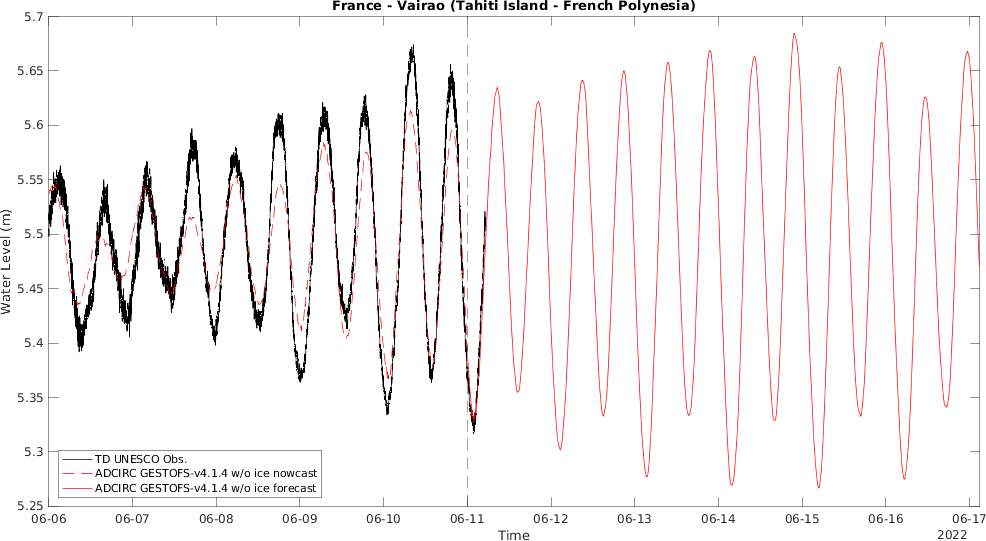 France - Vairao (Tahiti Island - French Polynesia)
5.7
5.65
5.6
5.55
5.5
5.45
5.4
5.35
5.3
5.25
Water Level (m)
TD UNESCO Obs.
ADCIRC GESTOFS-v4.1.4 w/o ice nowcast
ADCIRC GESTOFS-v4.1.4 w/o ice forecast
06-06 06-07 06-08 06-09 06-10 06-11 06-12 06-13 06-14 06-15 06-16 06-17
Time
2022